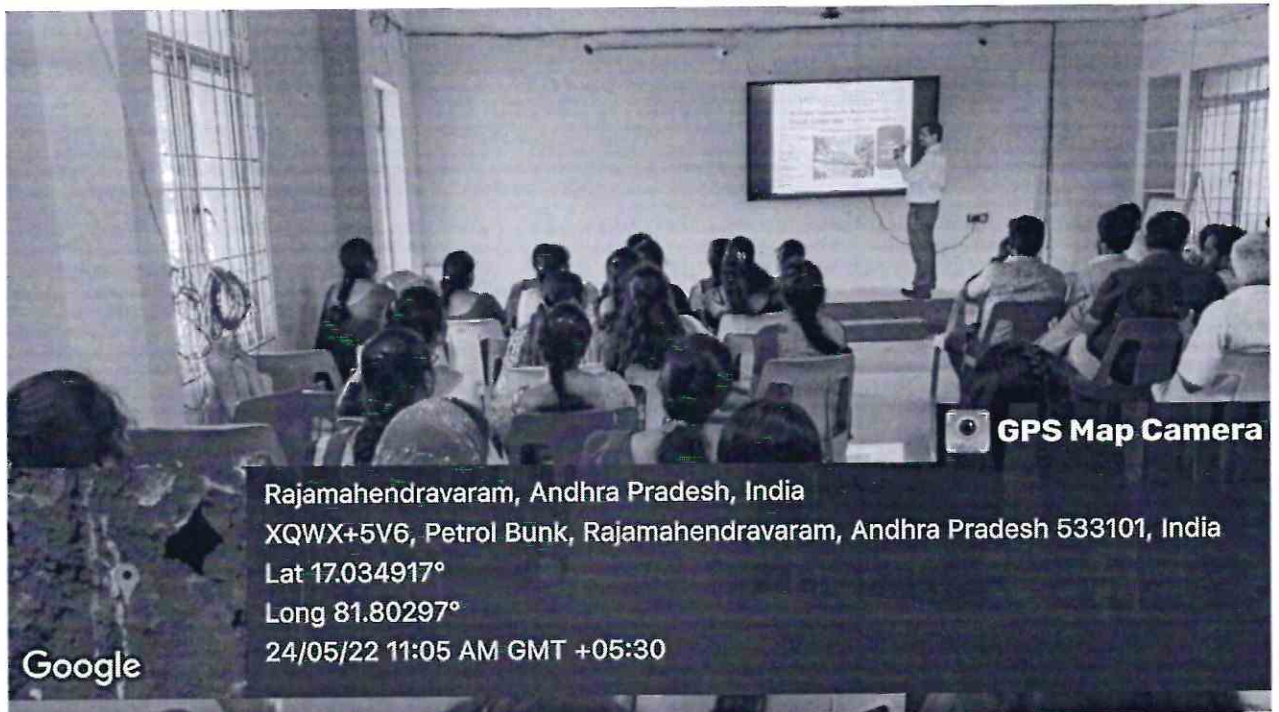 GPS Map Camera
Rajamahendravaram, Andhra Pradesh, India
XQWX+5V6, Petrol Bunk, Rajamahendravaram, Andhra Pradesh 533101, India
Lat 17.034917°
Long 81.80297°
24/05/22 11:05 AM GMT +05:30
Google